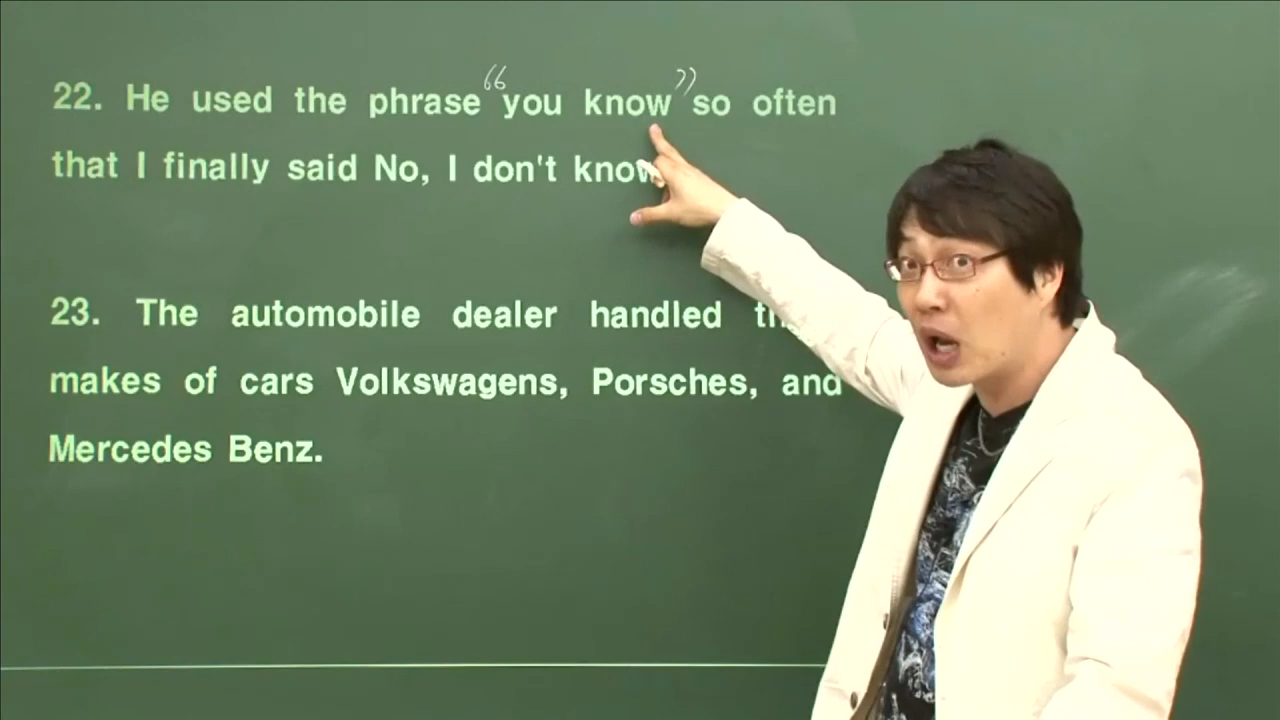 22. He used the phrase “you know” so often
that I finally said No, I don't know
23. The automobile dealer handled
makes of cars Volkswagens, Porsches, and
Mercedes Benz.